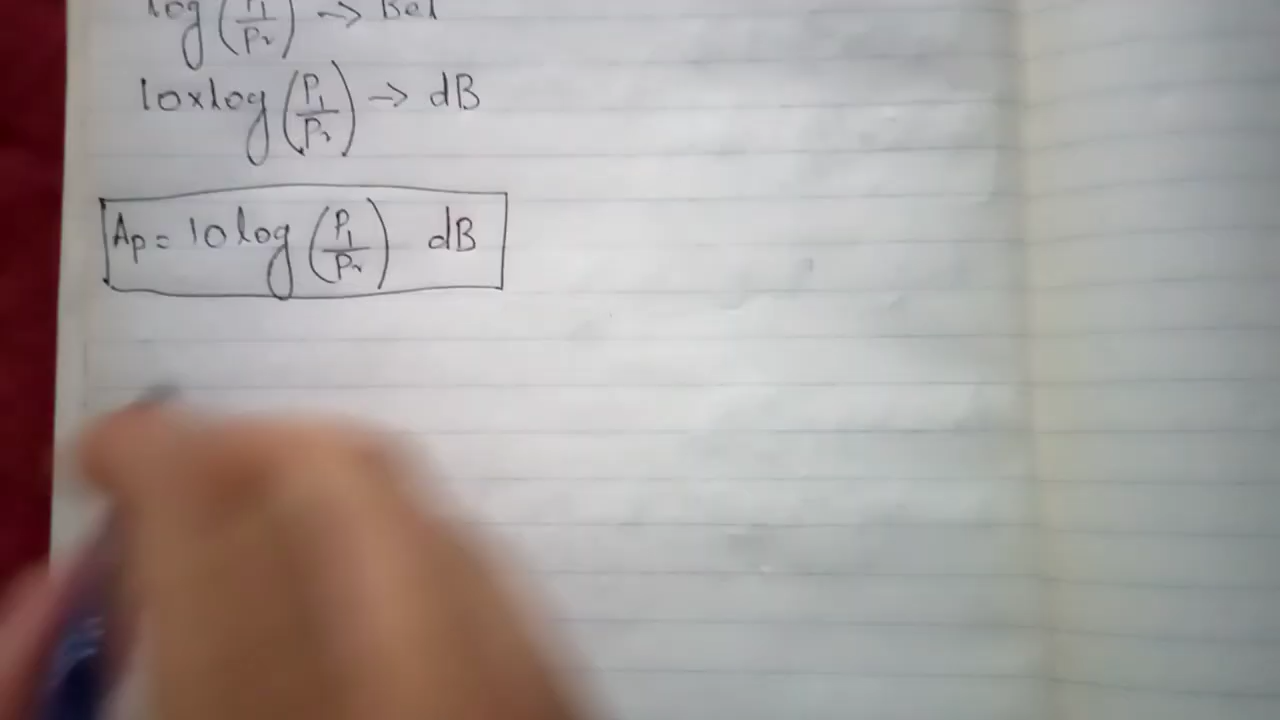 log (P₁/P₂) → Bel
10×log (P₁/P₂) → dB
Ap = 10 log (P₁/P₂) dB